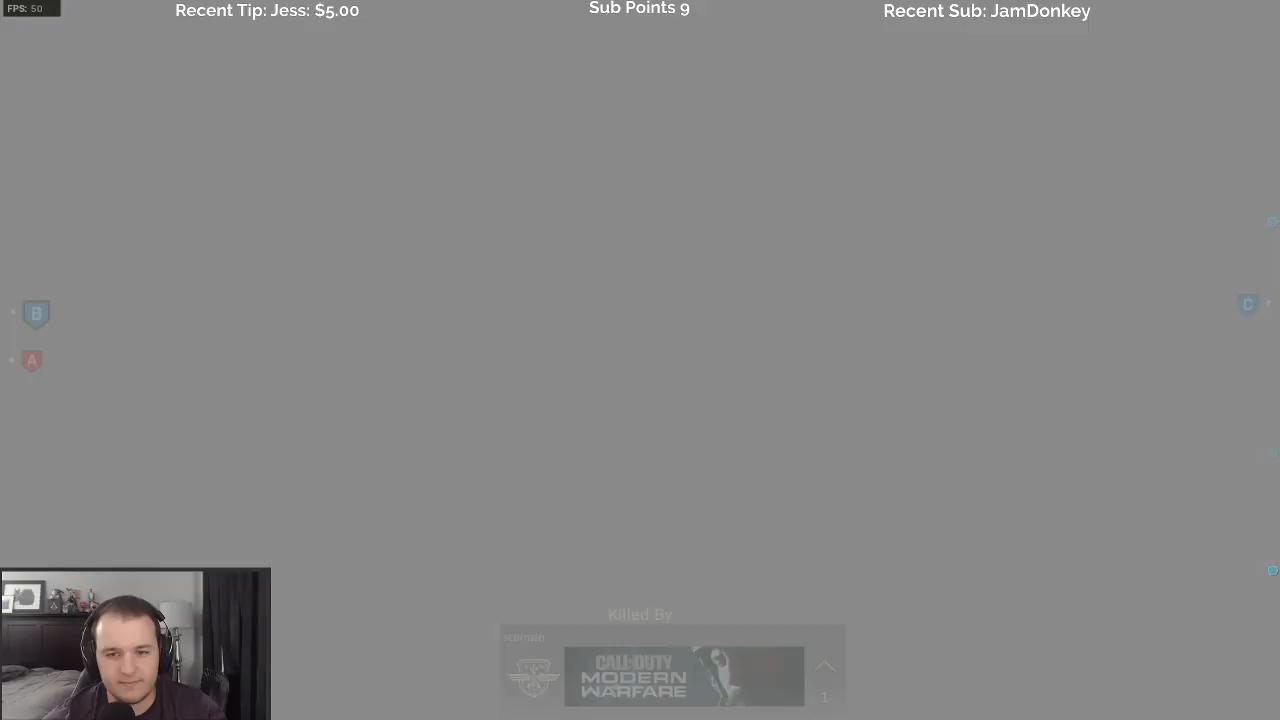 FPS: 50
Recent Tip: Jess: $5.00
Sub Points 9
Recent Sub: JamDonkey
B
C
A
Killed By
CALL OF DUTY
MODERN
WARFARE
1